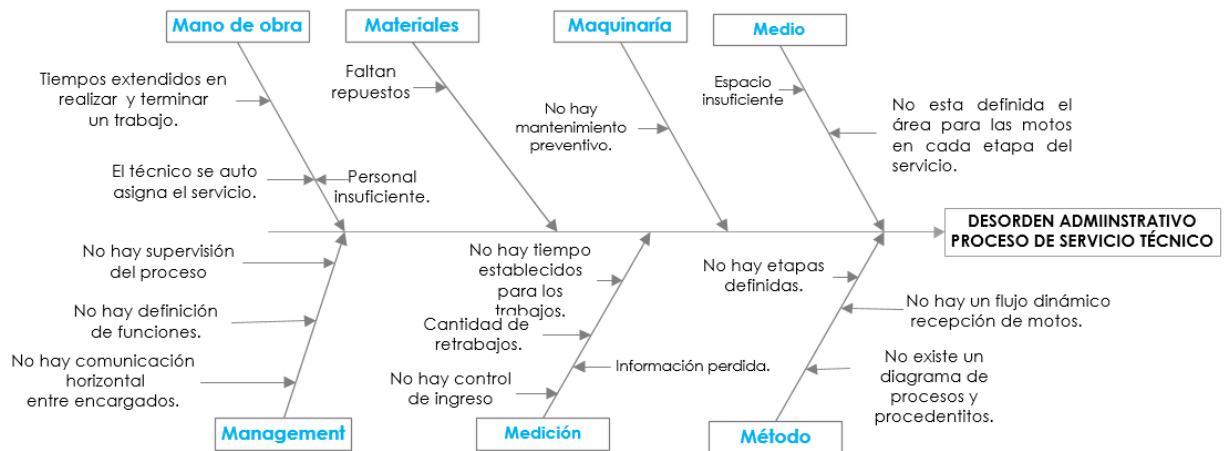 Mano de obra
Materiales
Maquinaría
Medio
Tiempos extendidos en
realizar y terminar
un trabajo.
El técnico se auto
asigna el servicio
Personal
insuficiente.
Faltan
repuestos
No hay
mantenimiento
preventivo.
Espacio
insuficiente
No esta definida el
área para las motos
en cada etapa del
servicio.
DESORDEN ADMIINSTRATIVO
PROCESO DE SERVICIO TÉCNICO
No hay supervisión
del proceso
No hay definición
de funciones.
No hay comunicación
horizontal
entre encargados.
No hay tiempo
establecidos
para los
trabajos.
Cantidad de
retrabajos.
Información perdida.
No hay control
de ingreso
No hay etapas
definidas.
No hay un flujo dinámico
recepción de motos.
No existe un
diagrama de
procesos y
procedentitos.
Management
Medición
Método